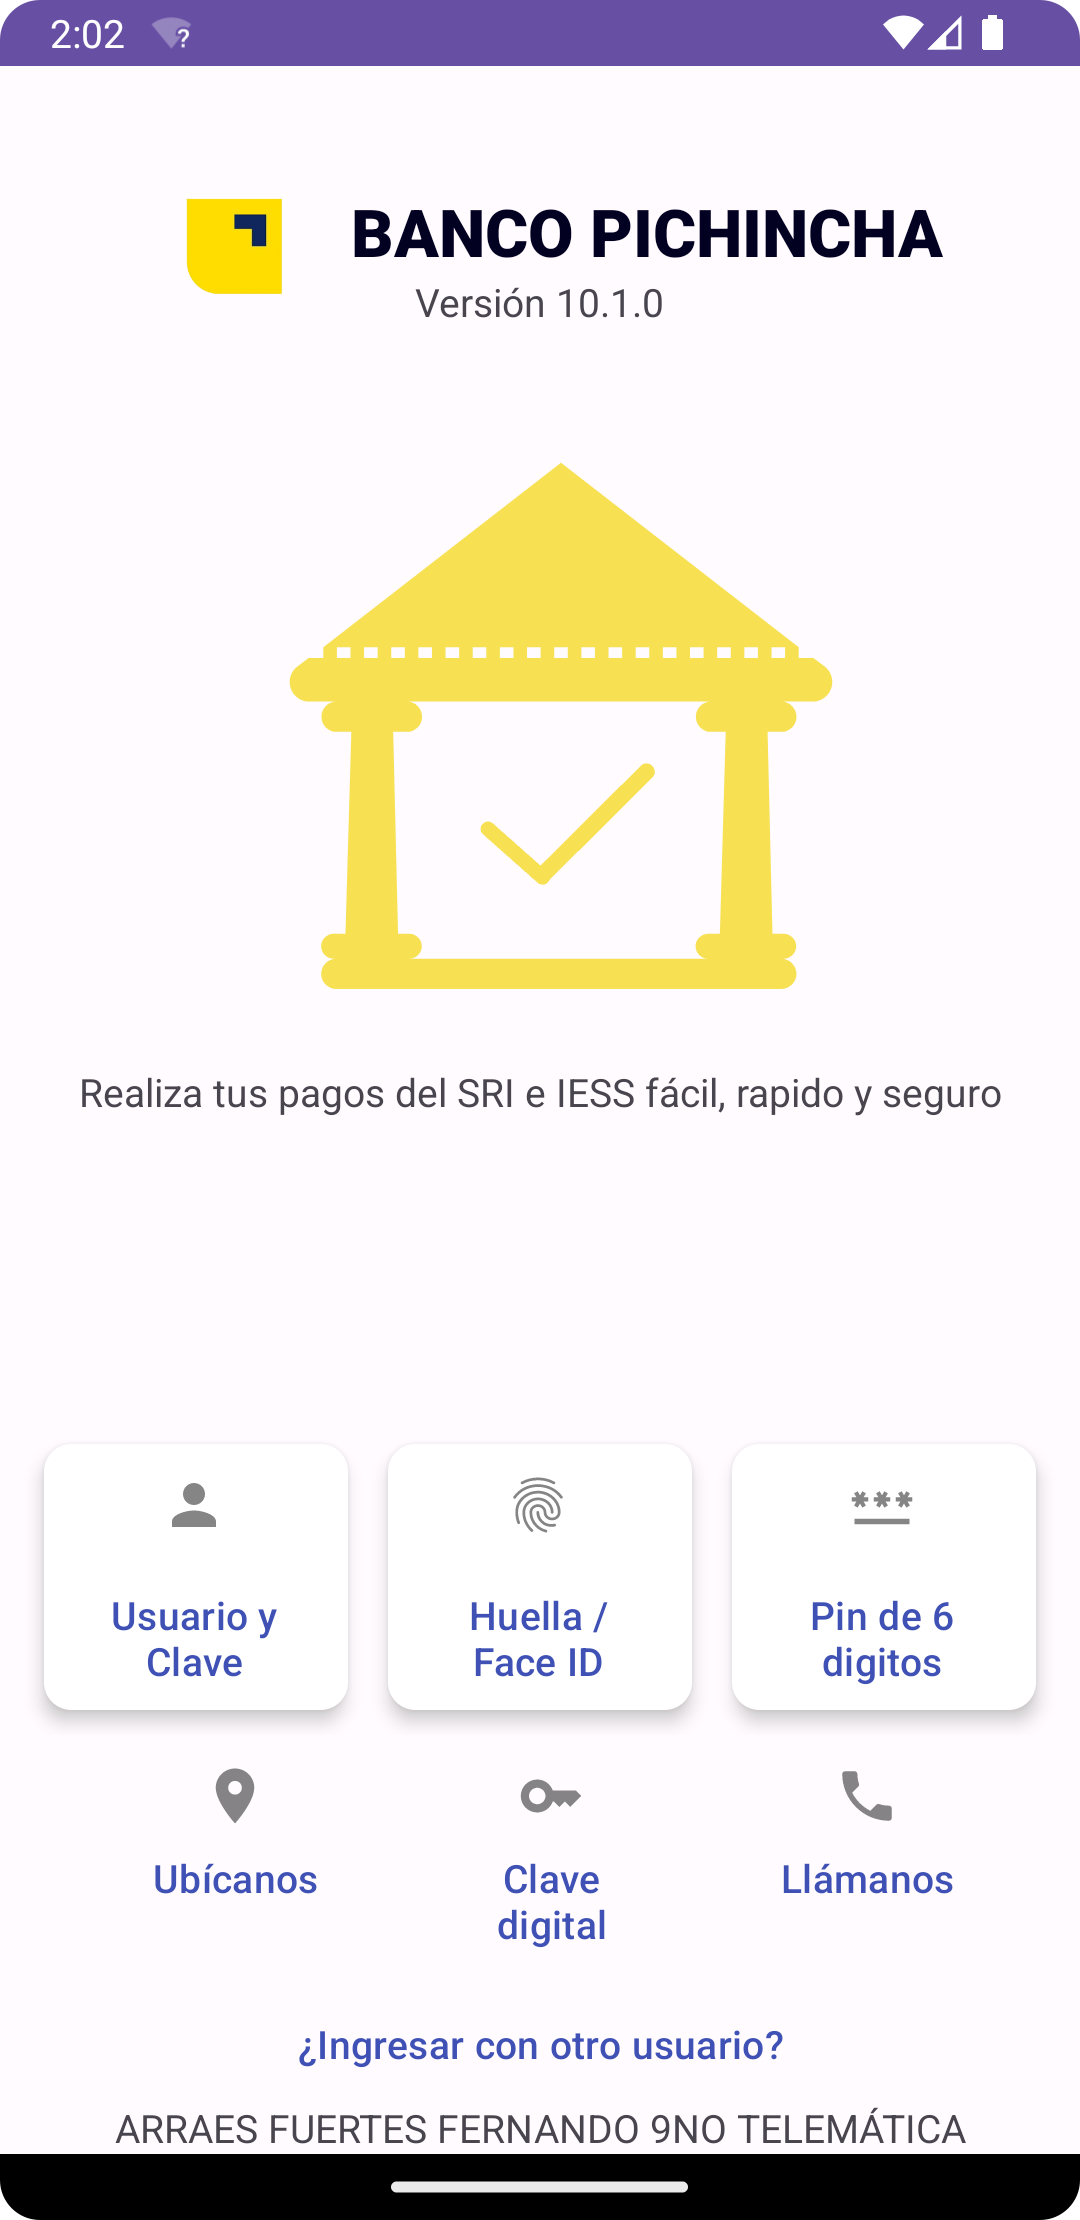 2:02
BANCO PICHINCHA
Versión 10.1.0
Realiza tus pagos del SRI e IESS fácil, rapido y seguro
Usuario y
Clave
Huella /
Face ID
Pin de 6
digitos
Ubícanos
Clave
digital
Llámanos
¿Ingresar con otro usuario?
ARRAES FUERTES FERNANDO 9NO TELEMÁTICA